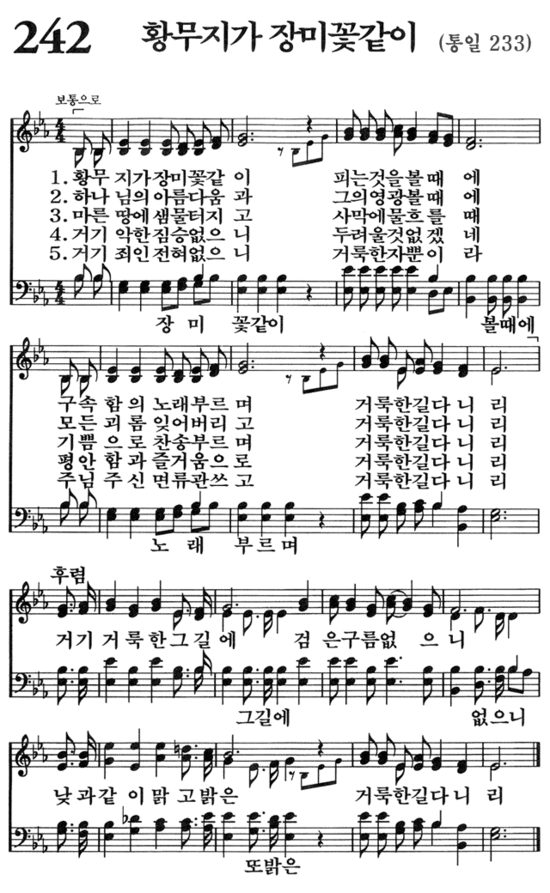 242 황무지가 장미꽃같이 (통일 233)
보통으로
1. 황무 지가장미꽃같 이 피는것을볼때 에
2. 하나 님의아름다움 과 그의영광볼때 에
3. 마른 땅에샘물터지 고 사막에물흐를 때
4. 거기 악한짐승없으 니 두려울것없겠 네
5. 거기 죄인전혀없으 니 거룩한자뿐이 라
장 미 꽃같이 볼때에
구속 함의노래부르 며 거룩한길다니 리
모든 괴롬잊어버리 고 거룩한길다니 리
기쁨 으로찬송부르 며 거룩한길다니 리
평안 함과즐거움으 로 거룩한길다니 리
주님 주신면류관쓰 고 거룩한길다니 리
노 래 부르며
후렴
거기 거룩한그길에 검 은구름없 으니
그길에 없으니
낮과같 이맑고밝은 거룩한길다니 리
또밝은